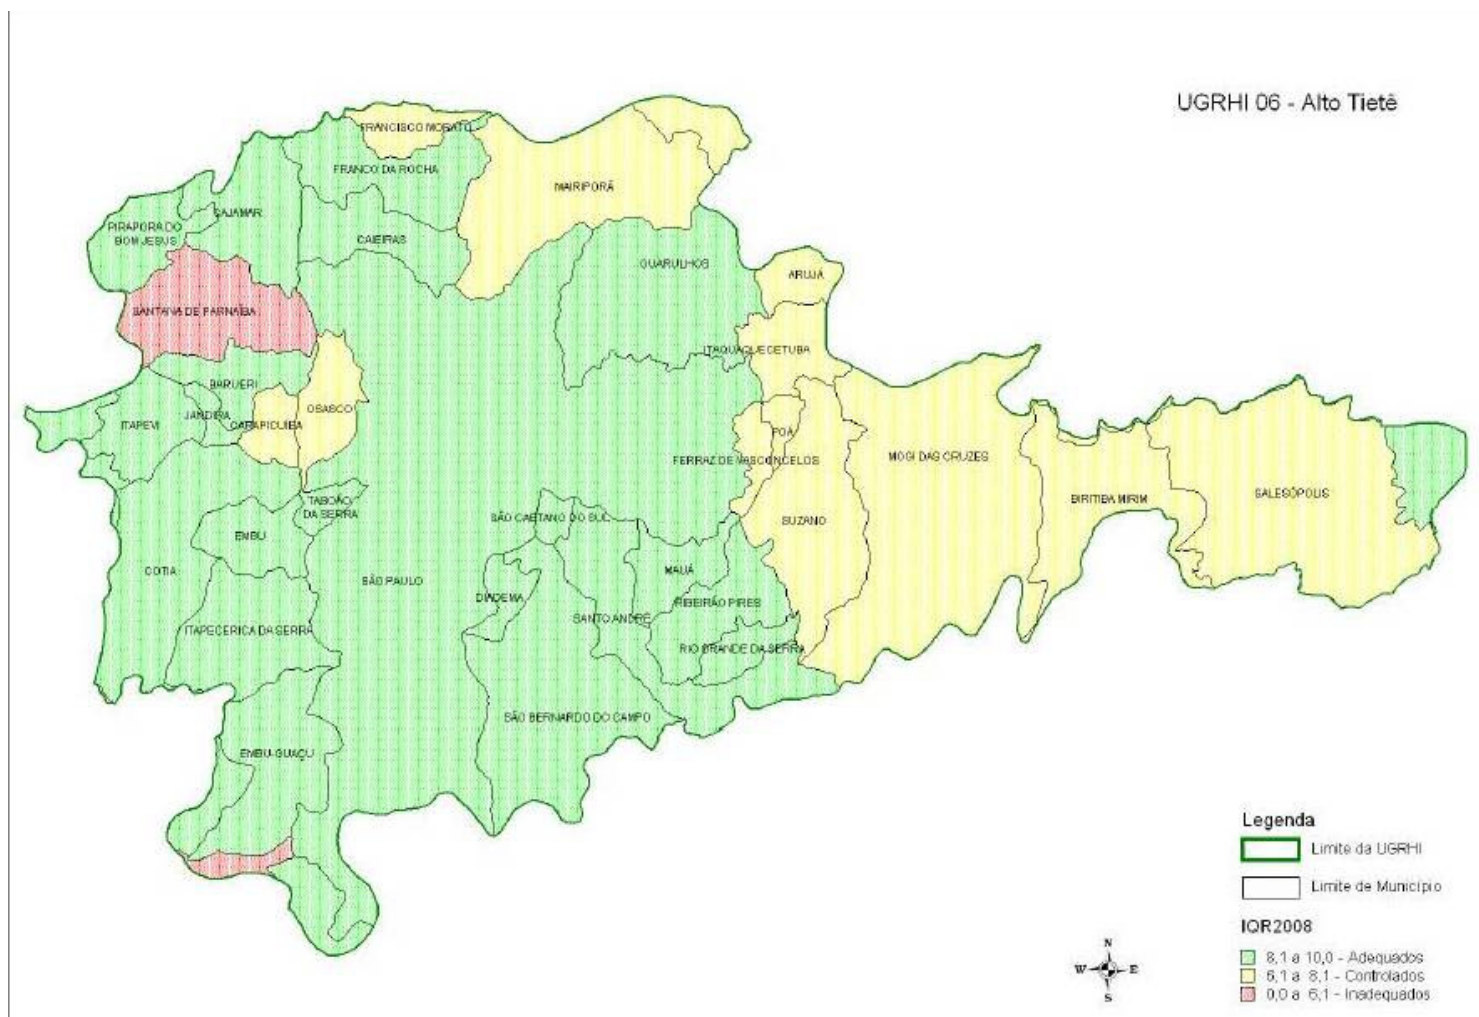 UGRHI 06 - Alto Tietê
FRANCISCO MORATO
FRANCO DA ROCHA
MAIRIPORÃ
CAJAMAR
PIRAPORA DO
BOM JESUS
CAIEIRAS
GUARULHOS
ARUJÁ
SANTANA DE PARNAÍBA
ITAQUAQUECETUBA
BARUERI
OSASCO
JANDIRA
ITAPEVI
CARAPICUÍBA
POÁ
FERRAZ DE VASCONCELOS
MOGI DAS CRUZES
BIRITIBA MIRIM
SALESÓPOLIS
TABOÃO
DA SERRA
SÃO CAETANO DO SUL
SUZANO
EMBU
COTIA
SÃO PAULO
MAUÁ
DIADEMA
RIBEIRÃO PIRES
SANTO ANDRÉ
ITAPECERICA DA SERRA
RIO GRANDE DA SERRA
SÃO BERNARDO DO CAMPO
EMBU-GUAÇU
Legenda
Limite da UGRHI
Limite de Município
IQR2008
8,1 a 10,0 - Adequados
6,1 a 8,1 - Controlados
0,0 a 6,1 - Inadequados
N
W
E
S